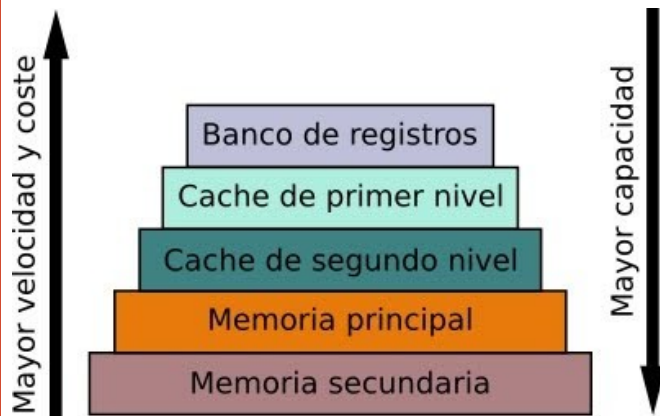 Mayor velocidad y coste
Banco de registros
Cache de primer nivel
Cache de segundo nivel
Memoria principal
Memoria secundaria
Mayor capacidad